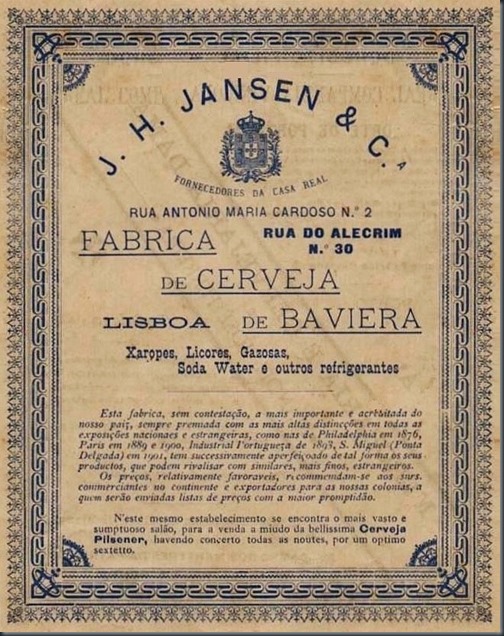 J. H. JANSEN & C.ª
FORNECEDORES DA CASA REAL
RUA ANTONIO MARIA CARDOSO N.º 2
FABRICA
RUA DO ALECRIM
N.º 30
DE CERVEJA
LISBOA DE BAVIERA
Xaropes, Licores, Gazosas,
Soda Water e outros refrigerantes
Esta fabrica, sem contestação, a mais importante e acreditada do
nosso paiz, sempre premada com as mais altas distincções em todas as
exposições nacionaes e estrangeiras, como nas de Philadelphia em 1876,
Paris em 1889 e 1900, Industrial Portugueza de 1893, S. Miguel (Ponta
Delgada) em 1901, tem successivamente aperfeiçoado de tal forma os seus
productos, que podem rivalisar com similares, mais finos, estrangeiros.
Os preços, relativamente favoraveis, recommendam-se aos snrs.
commerciantes no continente e exportadores para as nossas colonias, a
quem serão enviadas listas de preços com a maior promptidão.
N'este mesmo estabelecimento se encontra o mais vasto e
sumptuoso salão, para a venda a miudo da bellissima Cerveja
Pilsener, havendo concerto todas as noutes, por um optimo
sextetto.